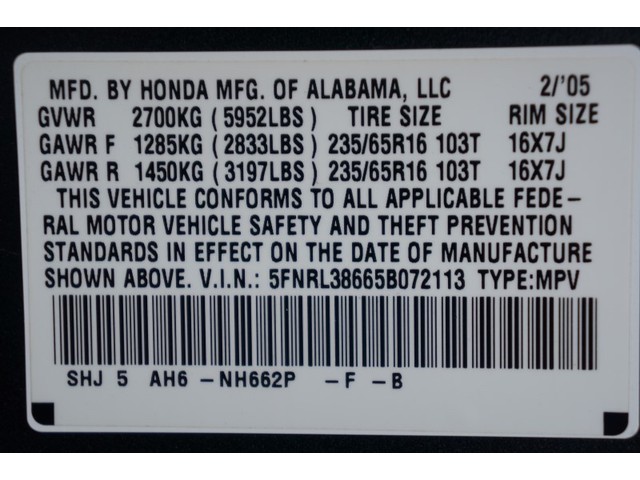 MFD. BY HONDA MFG. OF ALABAMA, LLC 2/'05
GVWR 2700KG (5952LBS) TIRE SIZE RIM SIZE
GAWR F 1285KG (2833LBS) 235/65R16 103T 16X7J
GAWR R 1450KG (3197LBS) 235/65R16 103T 16X7J
THIS VEHICLE CONFORMS TO ALL APPLICABLE FEDE-
RAL MOTOR VEHICLE SAFETY AND THEFT PREVENTION
STANDARDS IN EFFECT ON THE DATE OF MANUFACTURE
SHOWN ABOVE. V.I.N.: 5FNRL38665B072113 TYPE:MPV
SHJ 5 AH6 -NH662P -F -B